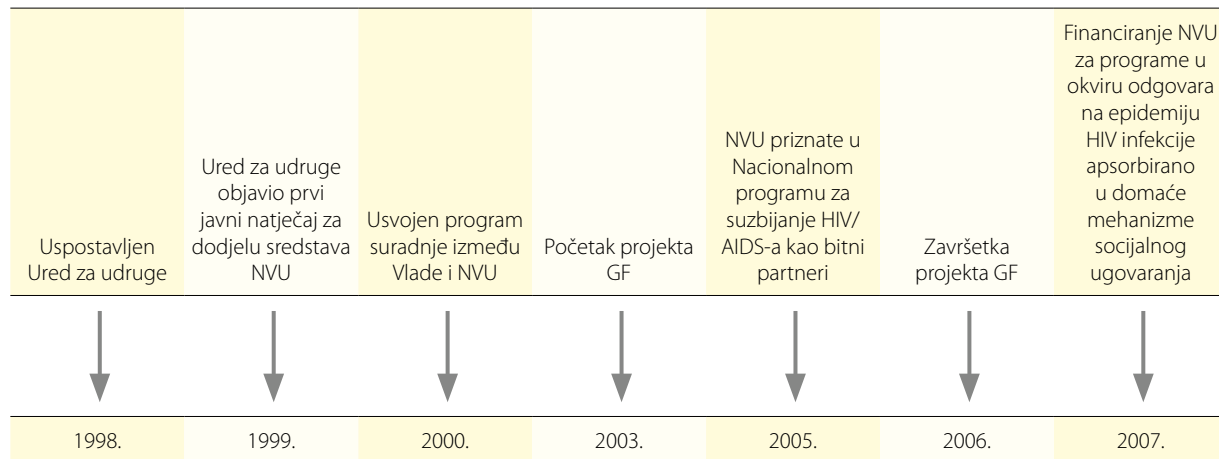 Uspostavljen
Ured za udruge
Ured za udruge
objavio prvi
javni natječaj za
dodjelu sredstava
NVU
Usvojen program
suradnje između
Vlade i NVU
Početak projekta
GF
NVU priznate u
Nacionalnom
programu za
suzbijanje HIV/
AIDS-a kao bitni
partneri
Završetka
projekta GF
Financiranje NVU
za programe u
okviru odgovara
na epidemiju
HIV infekcije
apsorbirano
u domaće
mehanizme
socijalnog
ugovaranja
1998.
1999.
2000.
2003.
2005.
2006.
2007.